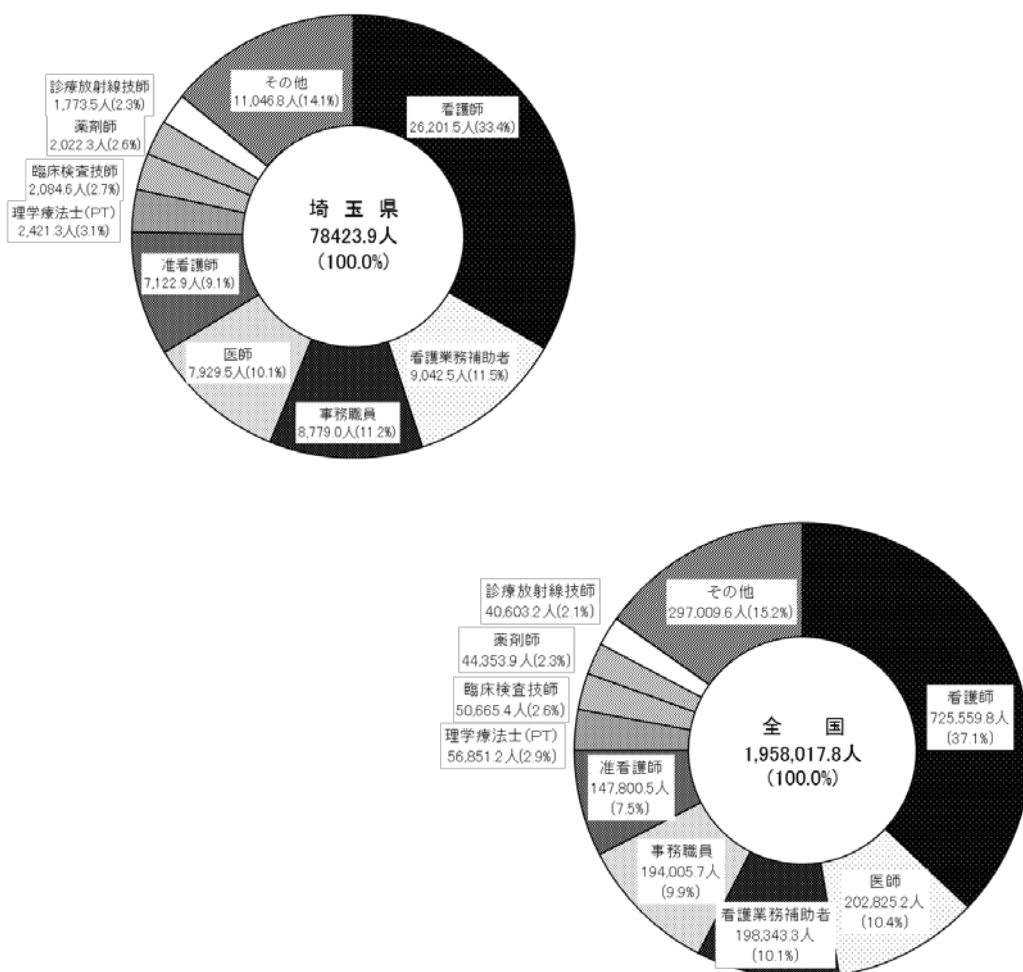 その他
11,046.8人(14.1%)
看護師
26,201.5人(33.4%)
診療放射線技師
1,773.5人(2.3%)
薬剤師
2,022.3人(2.6%)
臨床検査技師
2,084.6人(2.7%)
理学療法士(PT)
2,421.3人(3.1%)
准看護師
7,122.9人(9.1%)
医師
7,929.5人(10.1%)
事務職員
8,779.0人(11.2%)
看護業務補助者
9,042.5人(11.5%)
埼 玉 県
78423.9人
(100.0%)
その他
297,009.6人(15.2%)
看護師
725,559.8人
(37.1%)
診療放射線技師
40,603.2人(2.1%)
薬剤師
44,353.9人(2.3%)
臨床検査技師
50,665.4人(2.6%)
理学療法士(PT)
56,851.2人(2.9%)
准看護師
147,800.5人
(7.5%)
事務職員
194,005.7人
(9.9%)
看護業務補助者
198,343.3人
(10.1%)
医師
202,825.2人
(10.4%)
全 国
1,958,017.8人
(100.0%)